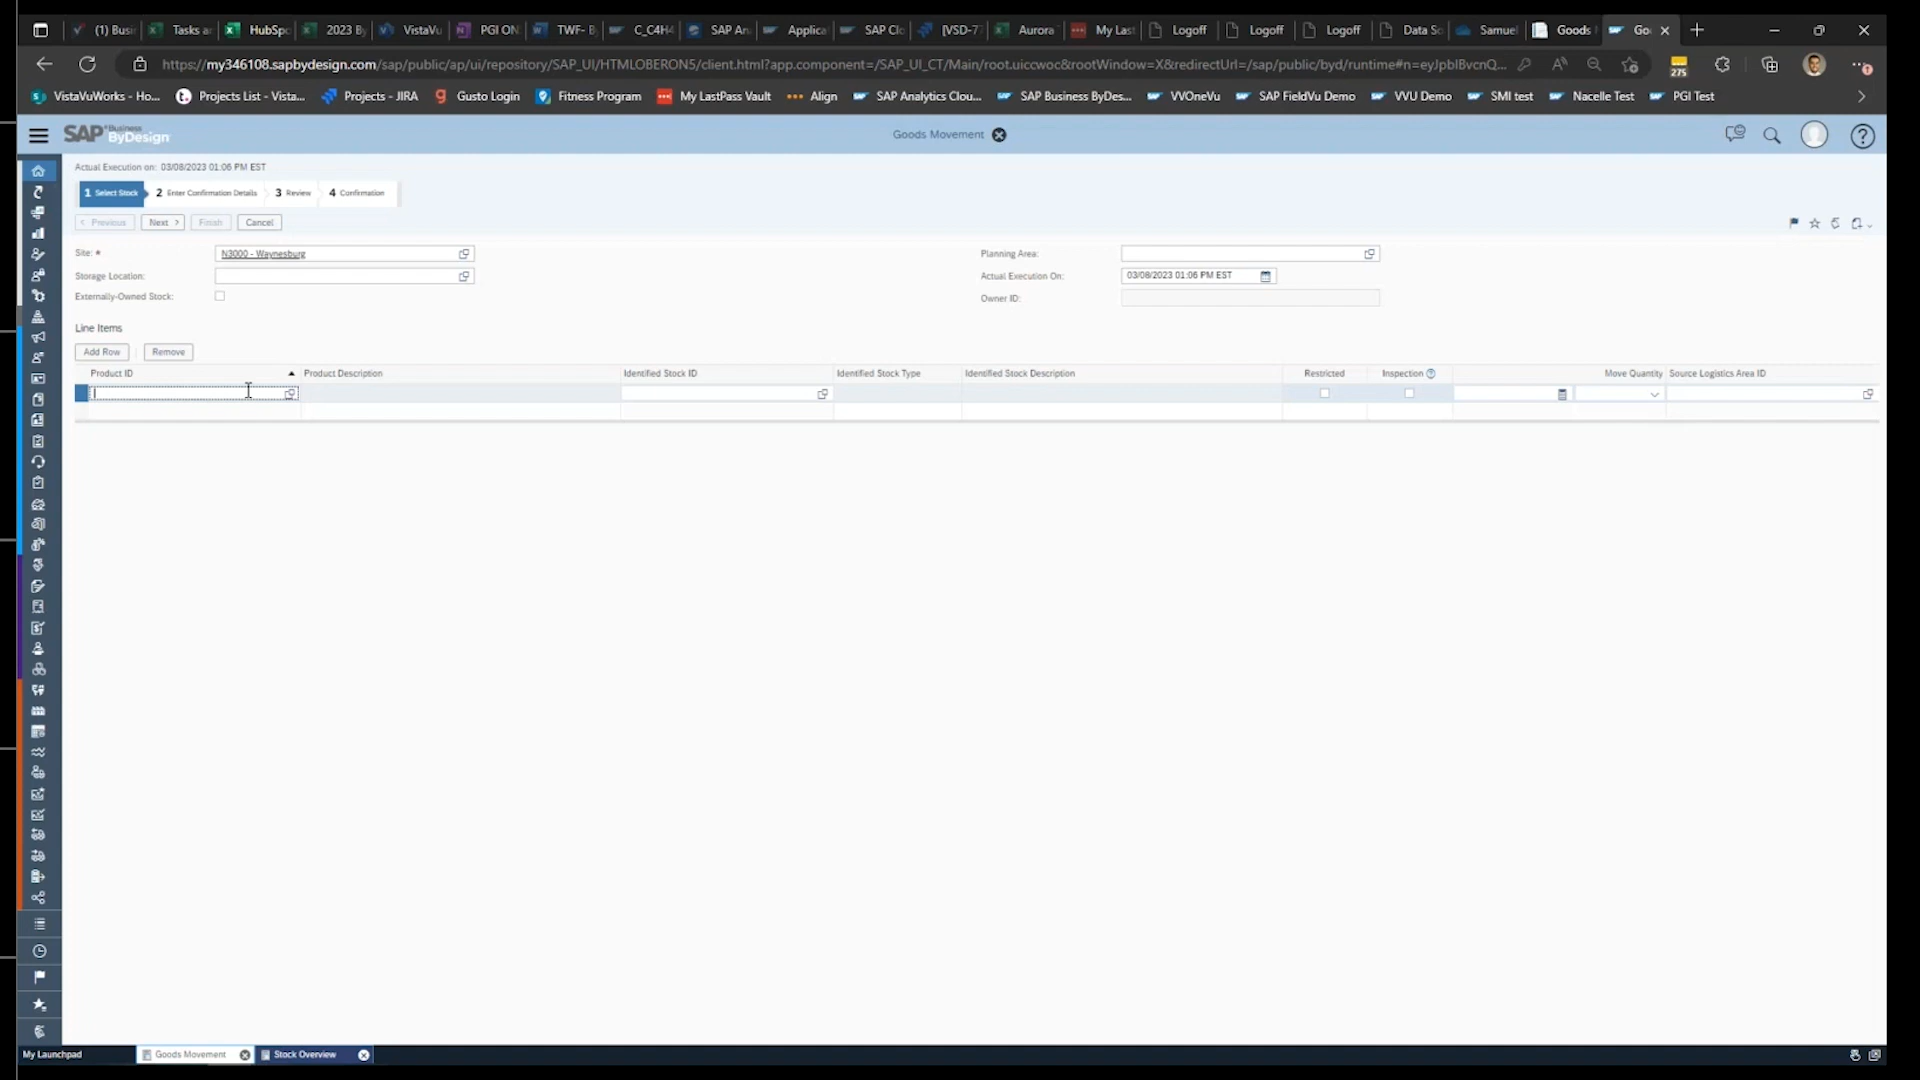 (1) Busi
Tasks a
HubSp
2023 B
VistaVu
PGI ON
TWF- B
C_C4H
SAP An
Applica
SAP Clo
[VSD-7
Aurora
My Last
Logoff
Logoff
Logoff
Data So
Samuel
Goods
Go
https://my346108.sapbydesign.com/sap/public/ap/ui/repository/SAP_UI/HTMLOBERON5/client.html?app.component=/SAP_UI_CT/Main/root.uiccwoc&rootWindow=X&redirectUrl=/sap/public/byd/runtime#n=eyJpblBvcnQ...
275
VistaVuWorks - Ho...
Projects List - Vista...
Projects - JIRA
Gusto Login
Fitness Program
My LastPass Vault
Align
SAP Analytics Clou...
SAP Business ByDes...
VVOneVu
SAP FieldVu Demo
VVU Demo
SMI test
Nacelle Test
PGI Test
SAP Business ByDesign
Goods Movement
Actual Execution on: 03/08/2023 01:06 PM EST
1 Select Stock 2 Enter Confirmation Details 3 Review 4 Confirmation
< Previous Next > Finish Cancel
Site: * N3000 - Waynesburg Planning Area:
Storage Location: Actual Execution On: 03/08/2023 01:06 PM EST
Externally-Owned Stock: Owner ID:
Line Items
Add Row Remove
Product ID Product Description Identified Stock ID Identified Stock Type Identified Stock Description Restricted Inspection Move Quantity Source Logistics Area ID
My Launchpad Goods Movement Stock Overview